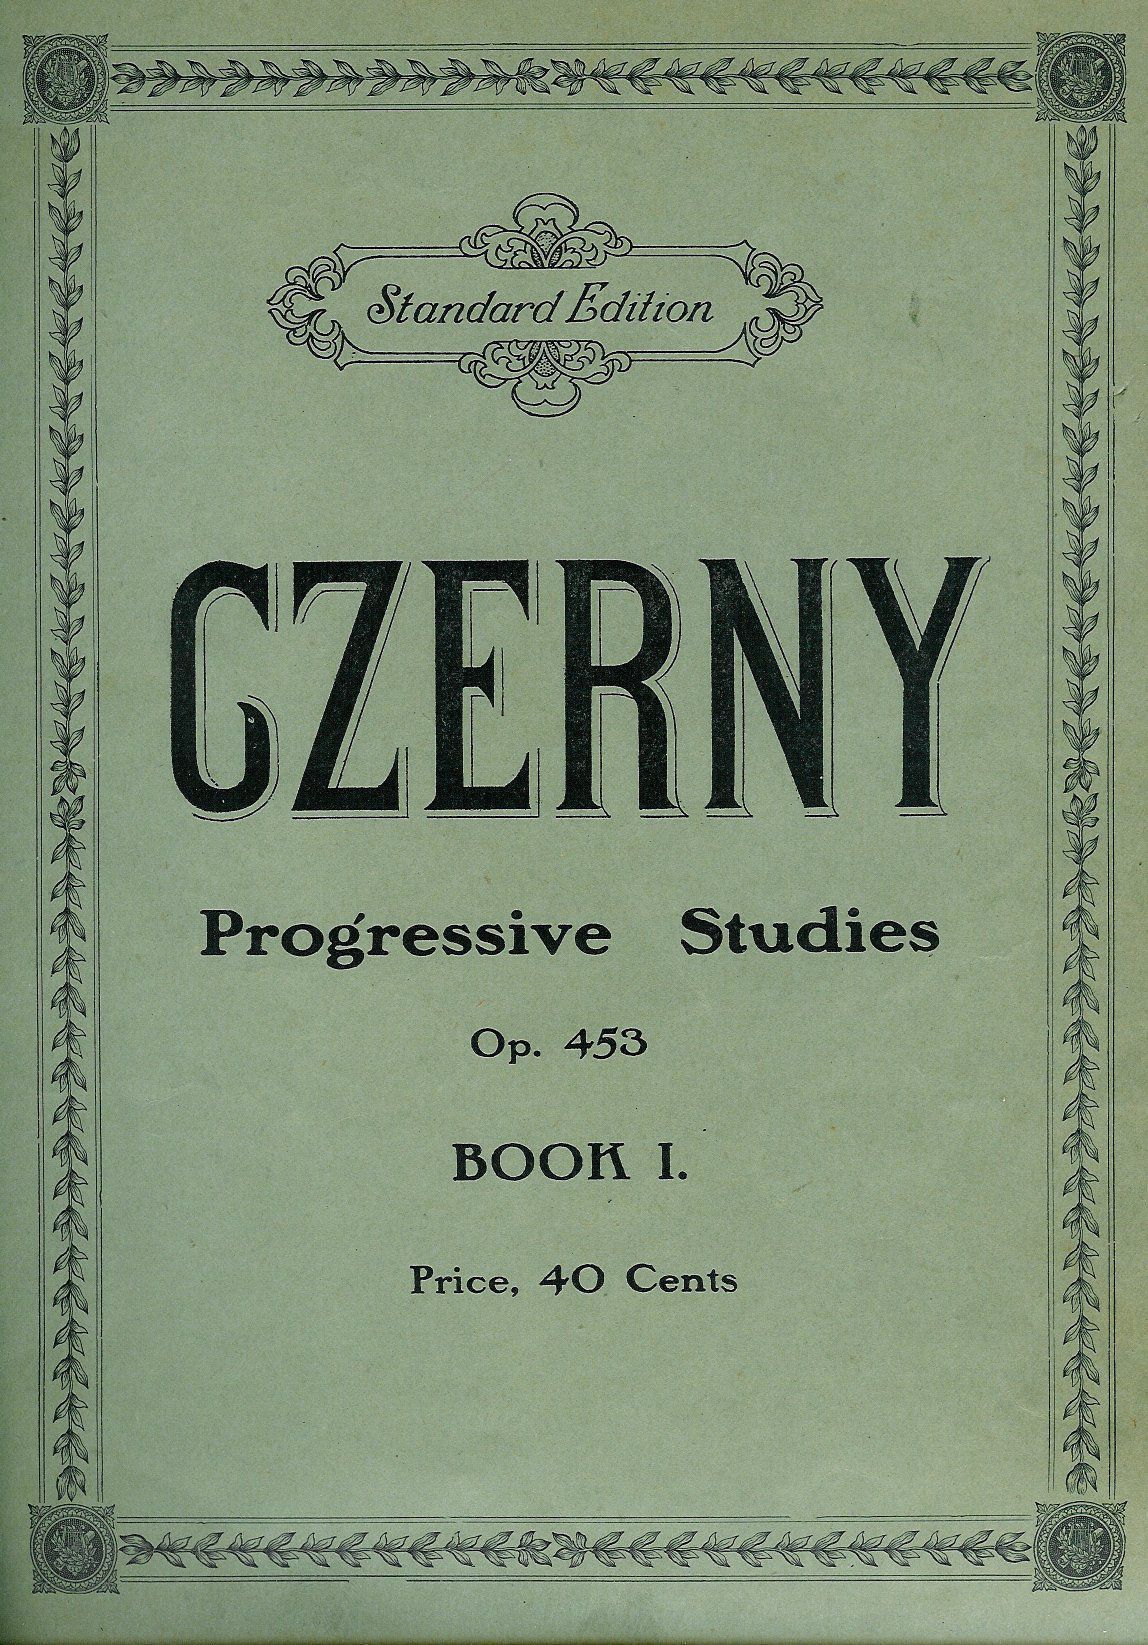 Standard Edition
CZERNY
Progressive Studies
Op. 453
BOOK I.
Price, 40 Cents